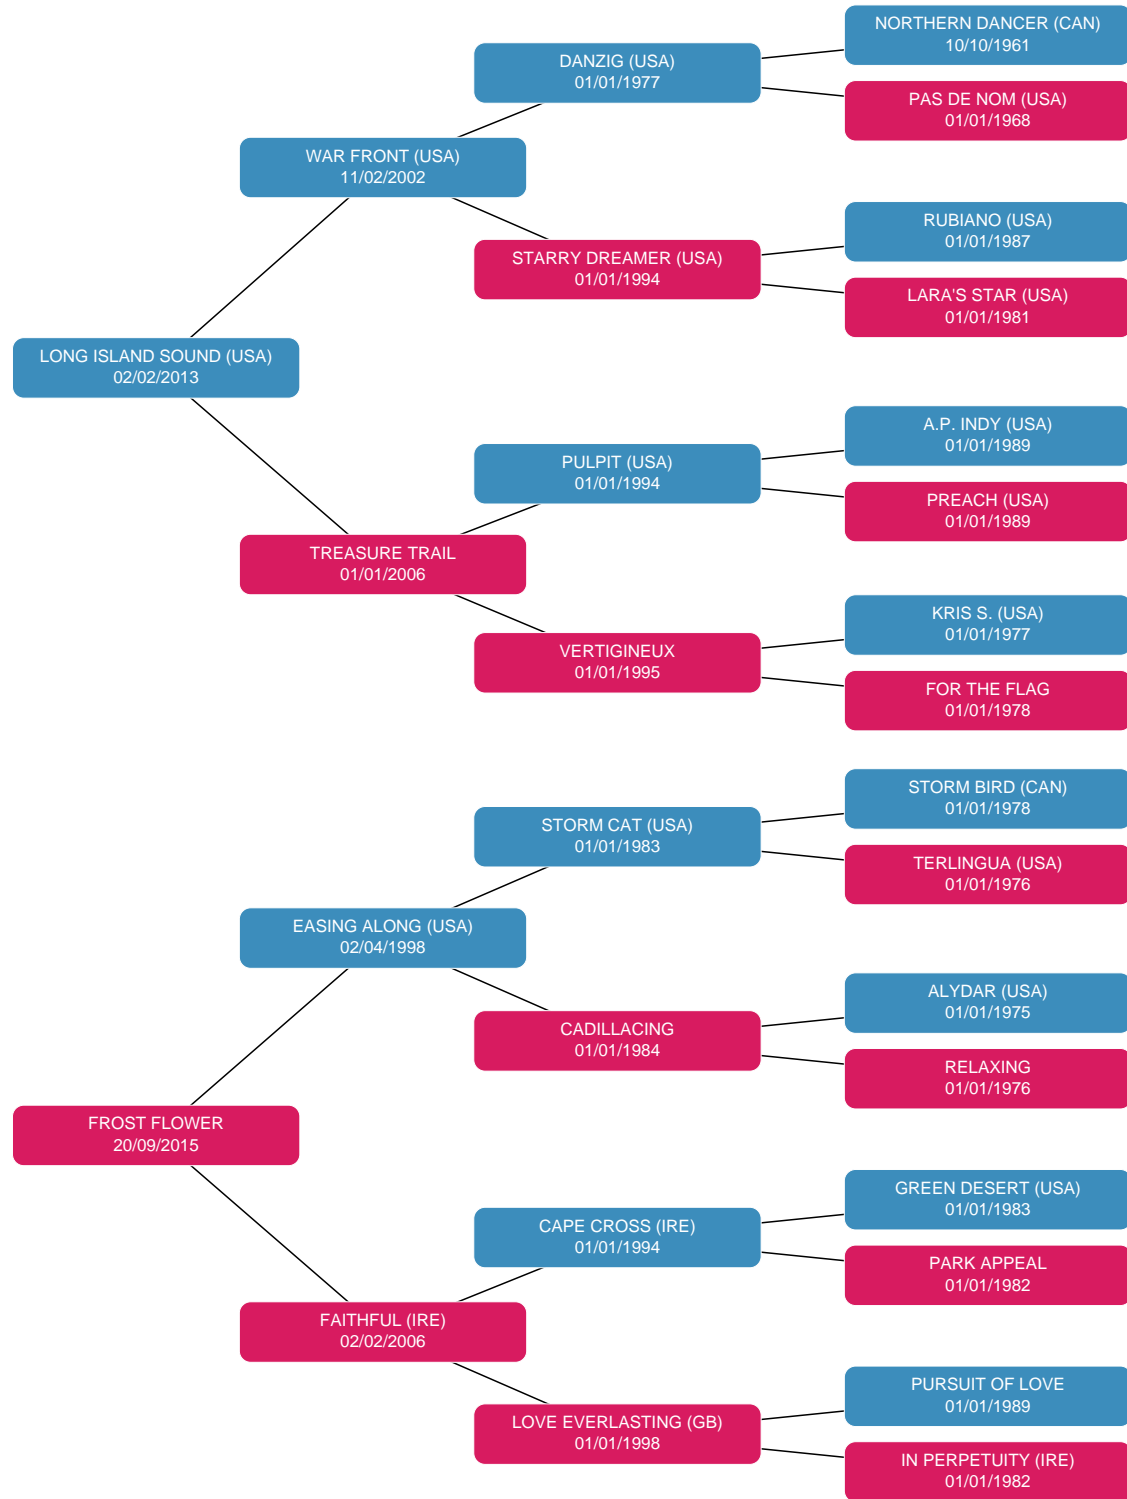 NORTHERN DANCER (CAN)
10/10/1961
DANZIG (USA)
01/01/1977
PAS DE NOM (USA)
01/01/1968
WAR FRONT (USA)
11/02/2002
RUBIANO (USA)
01/01/1987
STARRY DREAMER (USA)
01/01/1994
LARA'S STAR (USA)
01/01/1981
LONG ISLAND SOUND (USA)
02/02/2013
A.P. INDY (USA)
01/01/1989
PULPIT (USA)
01/01/1994
PREACH (USA)
01/01/1989
TREASURE TRAIL
01/01/2006
KRIS S. (USA)
01/01/1977
VERTIGINEUX
01/01/1995
FOR THE FLAG
01/01/1978
STORM BIRD (CAN)
01/01/1978
STORM CAT (USA)
01/01/1983
TERLINGUA (USA)
01/01/1976
EASING ALONG (USA)
02/04/1998
ALYDAR (USA)
01/01/1975
CADILLACING
01/01/1984
RELAXING
01/01/1976
FROST FLOWER
20/09/2015
GREEN DESERT (USA)
01/01/1983
CAPE CROSS (IRE)
01/01/1994
PARK APPEAL
01/01/1982
FAITHFUL (IRE)
02/02/2006
PURSUIT OF LOVE
01/01/1989
LOVE EVERLASTING (GB)
01/01/1998
IN PERPETUITY (IRE)
01/01/1982